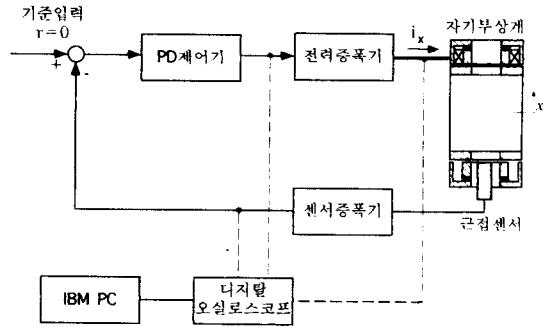 기준입력
r=0
+
-
PD제어기
전력증폭기
iₓ
자기부상계
x
센서증폭기
근접센서
IBM PC
디지탈
오실로스코프